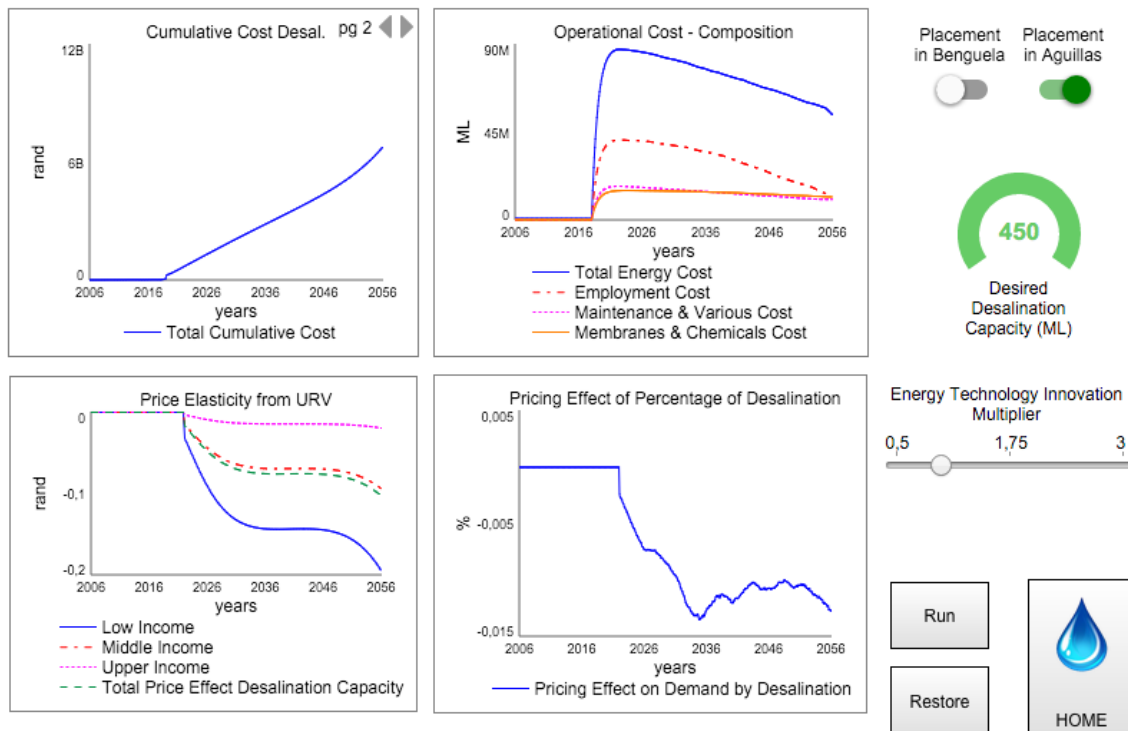 Cumulative Cost Desal. pg 2
12B
6B
0
rand
2006 2016 2026 2036 2046 2056
years
Total Cumulative Cost
Operational Cost - Composition
90M
45M
0
ML
2006 2016 2026 2036 2046 2056
years
Total Energy Cost
Employment Cost
Maintenance & Various Cost
Membranes & Chemicals Cost
Placement
in Benguela
Placement
in Aguillas
450
Desired
Desalination
Capacity (ML)
Price Elasticity from URV
0
-0,1
-0,2
rand
2006 2016 2026 2036 2046 2056
years
Low Income
Middle Income
Upper Income
Total Price Effect Desalination Capacity
Pricing Effect of Percentage of Desalination
0,005
-0,005
-0,015
%
2006 2016 2026 2036 2046 2056
years
Pricing Effect on Demand by Desalination
Energy Technology Innovation
Multiplier
0,5 1,75 3
Run
Restore
HOME